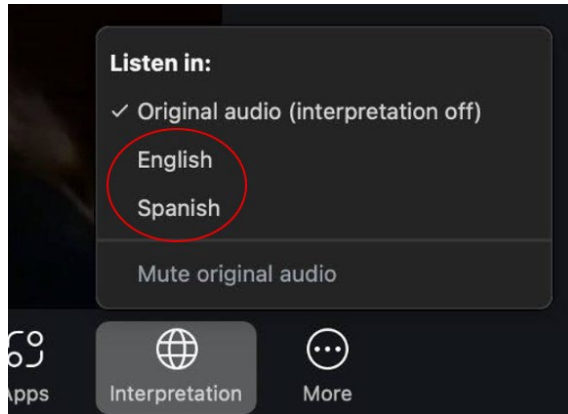 Listen in:
✓ Original audio (interpretation off)
English
Spanish
Mute original audio
Apps Interpretation More